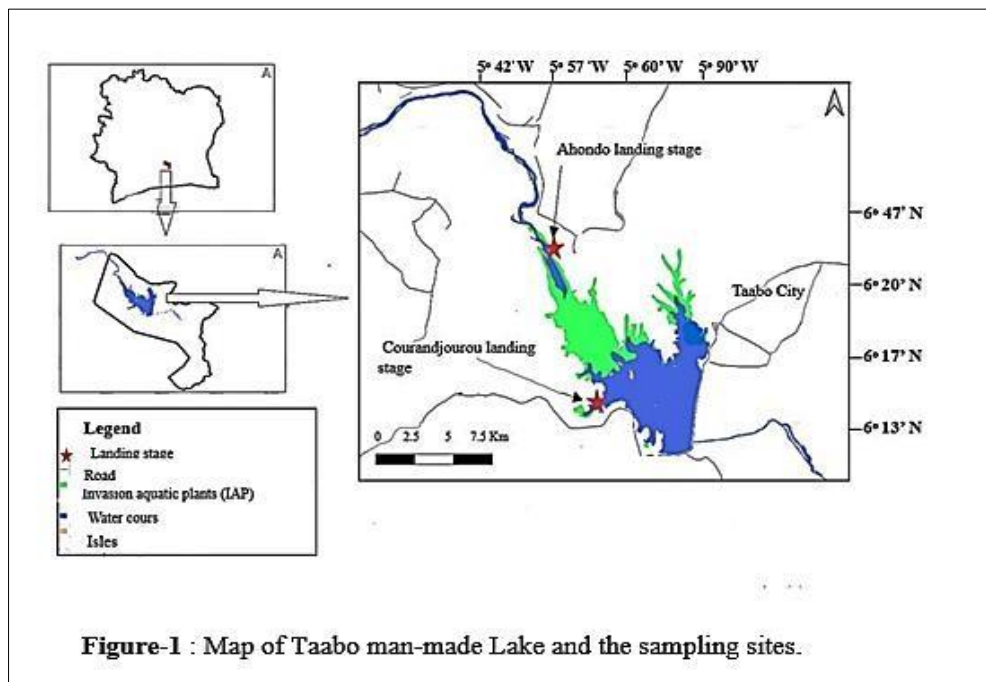 A
A
5° 42' W 5° 57' W 5° 60' W 5° 90' W
Ahondo landing stage
6° 47' N
6° 20' N
Taabo City
Courandjourou landing
stage
6° 17' N
6° 13' N
0 2.5 5 7.5 Km
Legend
Landing stage
Road
Invasion aquatic plants (IAP)
Water cours
Isles
Figure-1 : Map of Taabo man-made Lake and the sampling sites.